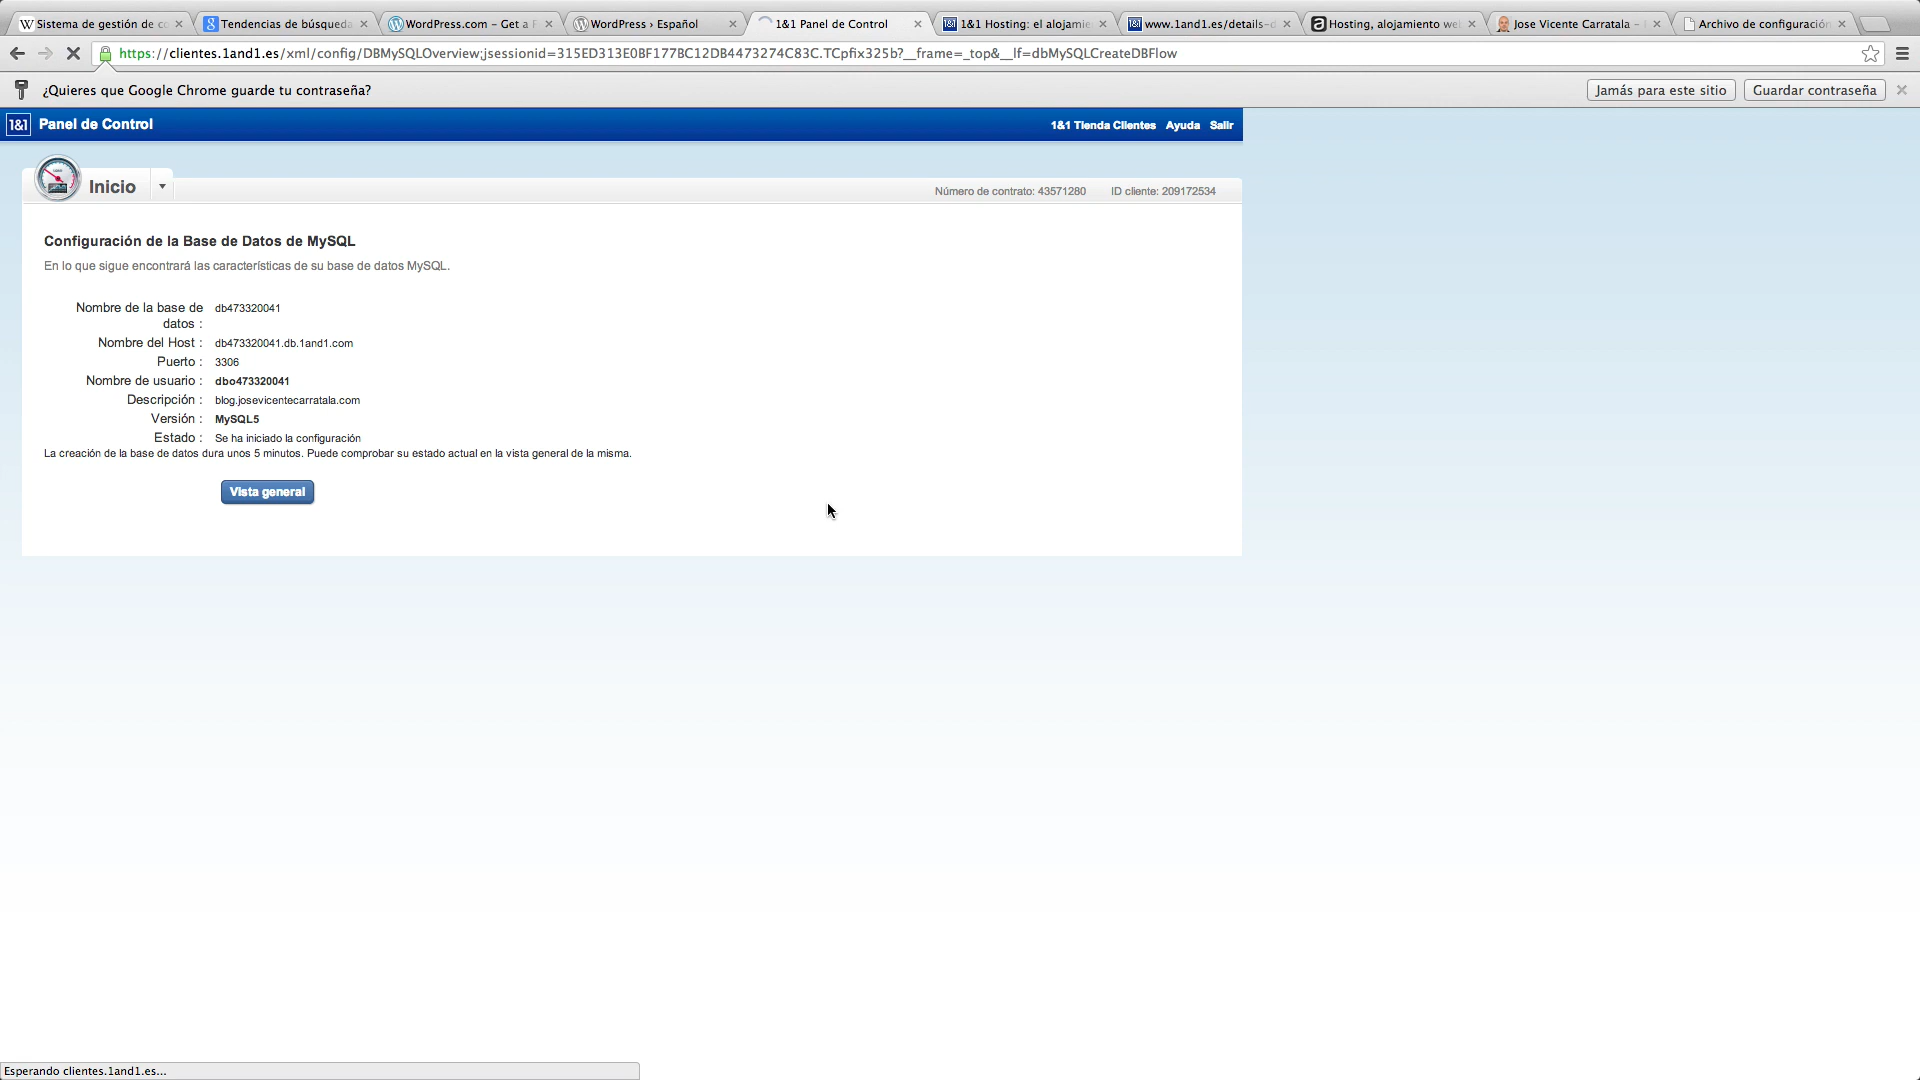 Sistema de gestión de co
Tendencias de búsqueda
WordPress.com – Get a F
WordPress › Español
1&1 Panel de Control
1&1 Hosting: el alojamie
www.1and1.es/details-d
Hosting, alojamiento we
Jose Vicente Carratala –
Archivo de configuración
https://clientes.1and1.es/xml/config/DBMySQLOverview;jsessionid=315ED313E0BF177BC12DB4473274C83C.TCpfix325b?__frame=_top&__lf=dbMySQLCreateDBFlow
¿Quieres que Google Chrome guarde tu contraseña?
Jamás para este sitio
Guardar contraseña
1&1 Panel de Control
1&1 Tienda Clientes Ayuda Salir
Inicio
Número de contrato: 43571280 ID cliente: 209172534
Configuración de la Base de Datos de MySQL
En lo que sigue encontrará las características de su base de datos MySQL.
Nombre de la base de datos : db473320041
Nombre del Host : db473320041.db.1and1.com
Puerto : 3306
Nombre de usuario : dbo473320041
Descripción : blog.josevicentecarratala.com
Versión : MySQL5
Estado : Se ha iniciado la configuración
La creación de la base de datos dura unos 5 minutos. Puede comprobar su estado actual en la vista general de la misma.
Vista general
Esperando clientes.1and1.es...